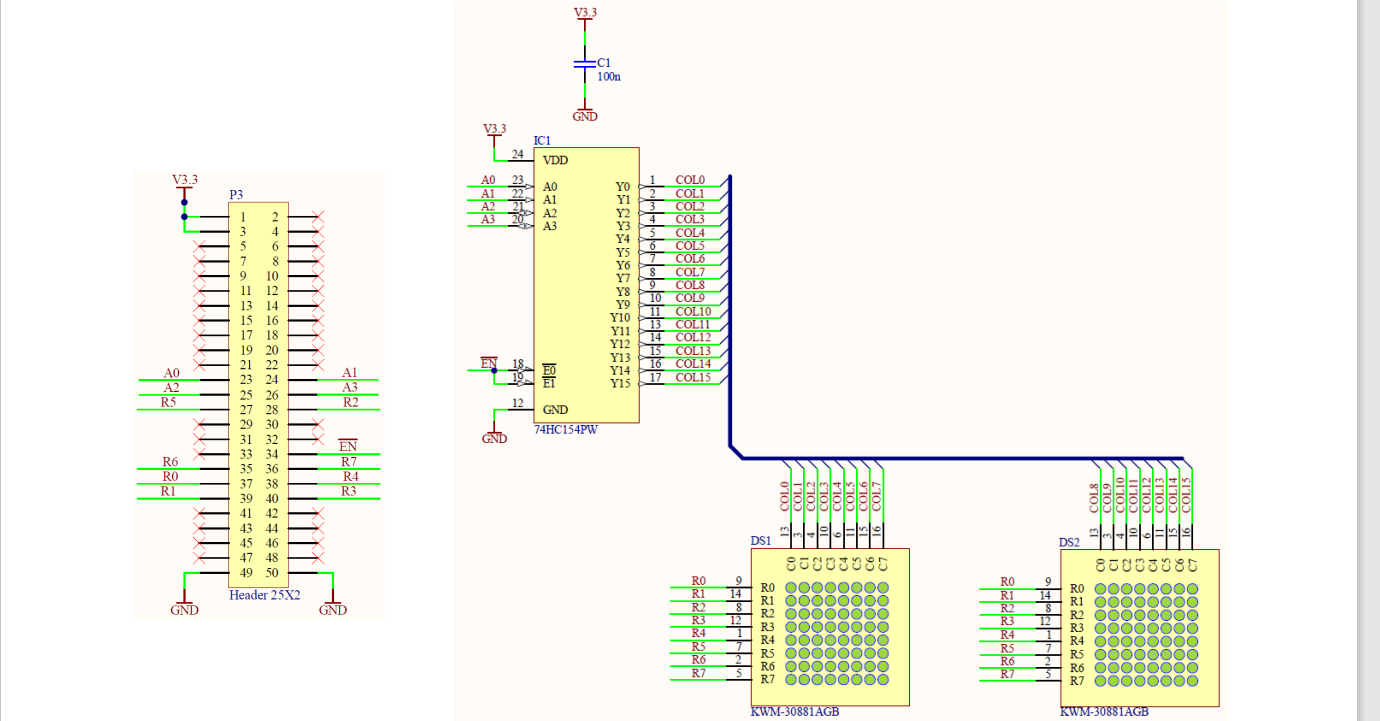 V3.3
C1
100n
GND
V3.3
IC1
24 VDD
A0 23 A0 Y0 1 COL0
A1 22 A1 Y1 2 COL1
A2 21 A2 Y2 3 COL2
A3 20 A3 Y3 4 COL3
Y4 5 COL4
Y5 6 COL5
Y6 7 COL6
Y7 8 COL7
Y8 9 COL8
Y9 10 COL9
Y10 11 COL10
Y11 13 COL11
Y12 14 COL12
Y13 15 COL13
EN 18 E0 Y14 16 COL14
19 E1 Y15 17 COL15
12 GND
GND
74HC154PW
V3.3
P3
1 2
3 4
5 6
7 8
9 10
11 12
13 14
15 16
17 18
19 20
21 22
A0 23 24 A1
A2 25 26 A3
R5 27 28 R2
29 30
31 32
33 34 EN
R6 35 36 R7
R0 37 38 R4
R1 39 40 R3
41 42
43 44
45 46
47 48
49 50
GND Header 25X2 GND
COL0 COL1 COL2 COL3 COL4 COL5 COL6 COL7
13 3 4 10 6 11 15 16
DS1
C0 C1 C2 C3 C4 C5 C6 C7
R0 9 R0
R1 14 R1
R2 8 R2
R3 12 R3
R4 1 R4
R5 7 R5
R6 2 R6
R7 5 R7
KWM-30881AGB
COL8 COL9 COL10 COL11 COL12 COL13 COL14 COL15
13 3 4 10 6 11 15 16
DS2
C0 C1 C2 C3 C4 C5 C6 C7
R0 9 R0
R1 14 R1
R2 8 R2
R3 12 R3
R4 1 R4
R5 7 R5
R6 2 R6
R7 5 R7
KWM-30881AGB